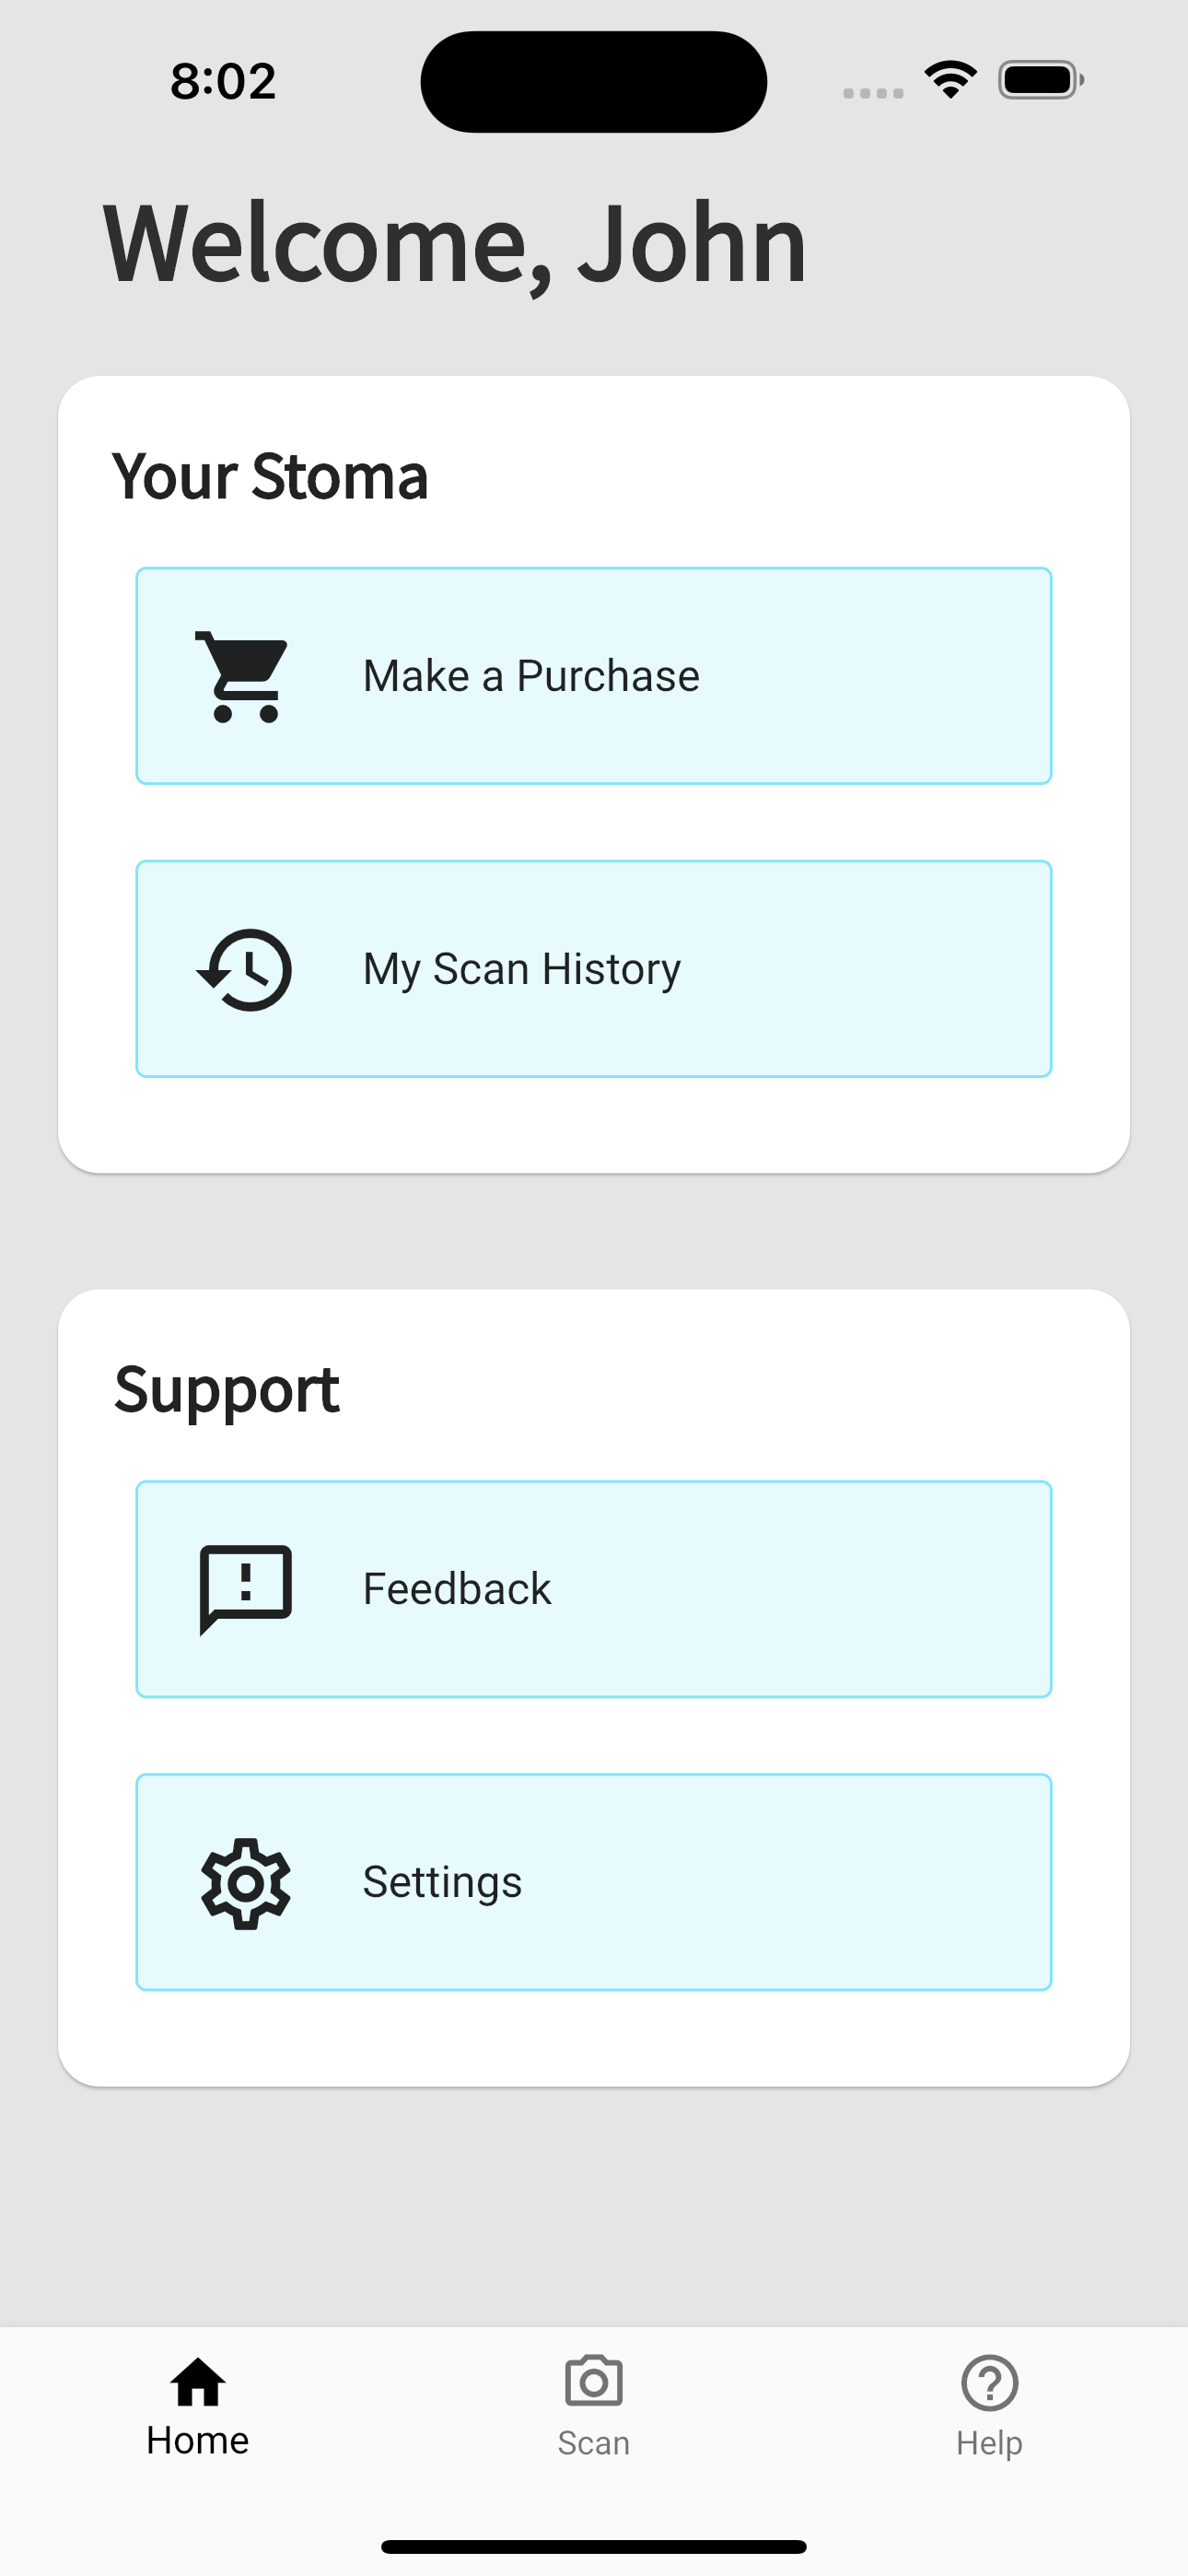 8:02
Welcome, John
Your Stoma
Make a Purchase
My Scan History
Support
Feedback
Settings
Home
Scan
Help